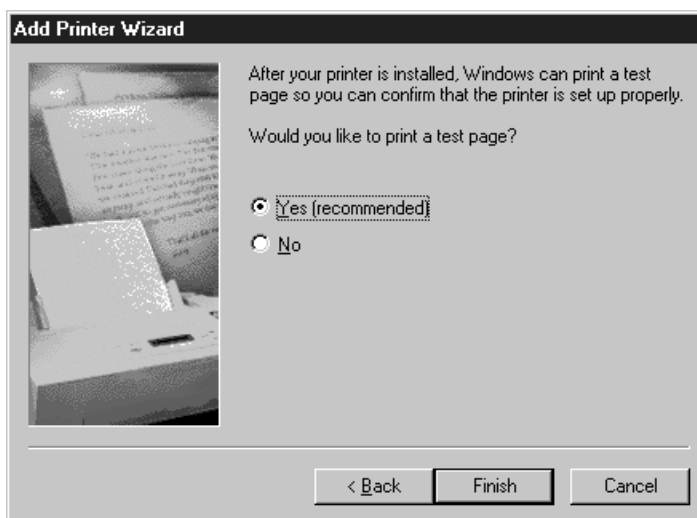 Add Printer Wizard
After your printer is installed, Windows can print a test
page so you can confirm that the printer is set up properly.
Would you like to print a test page?
Yes (recommended)
No
< Back
Finish
Cancel